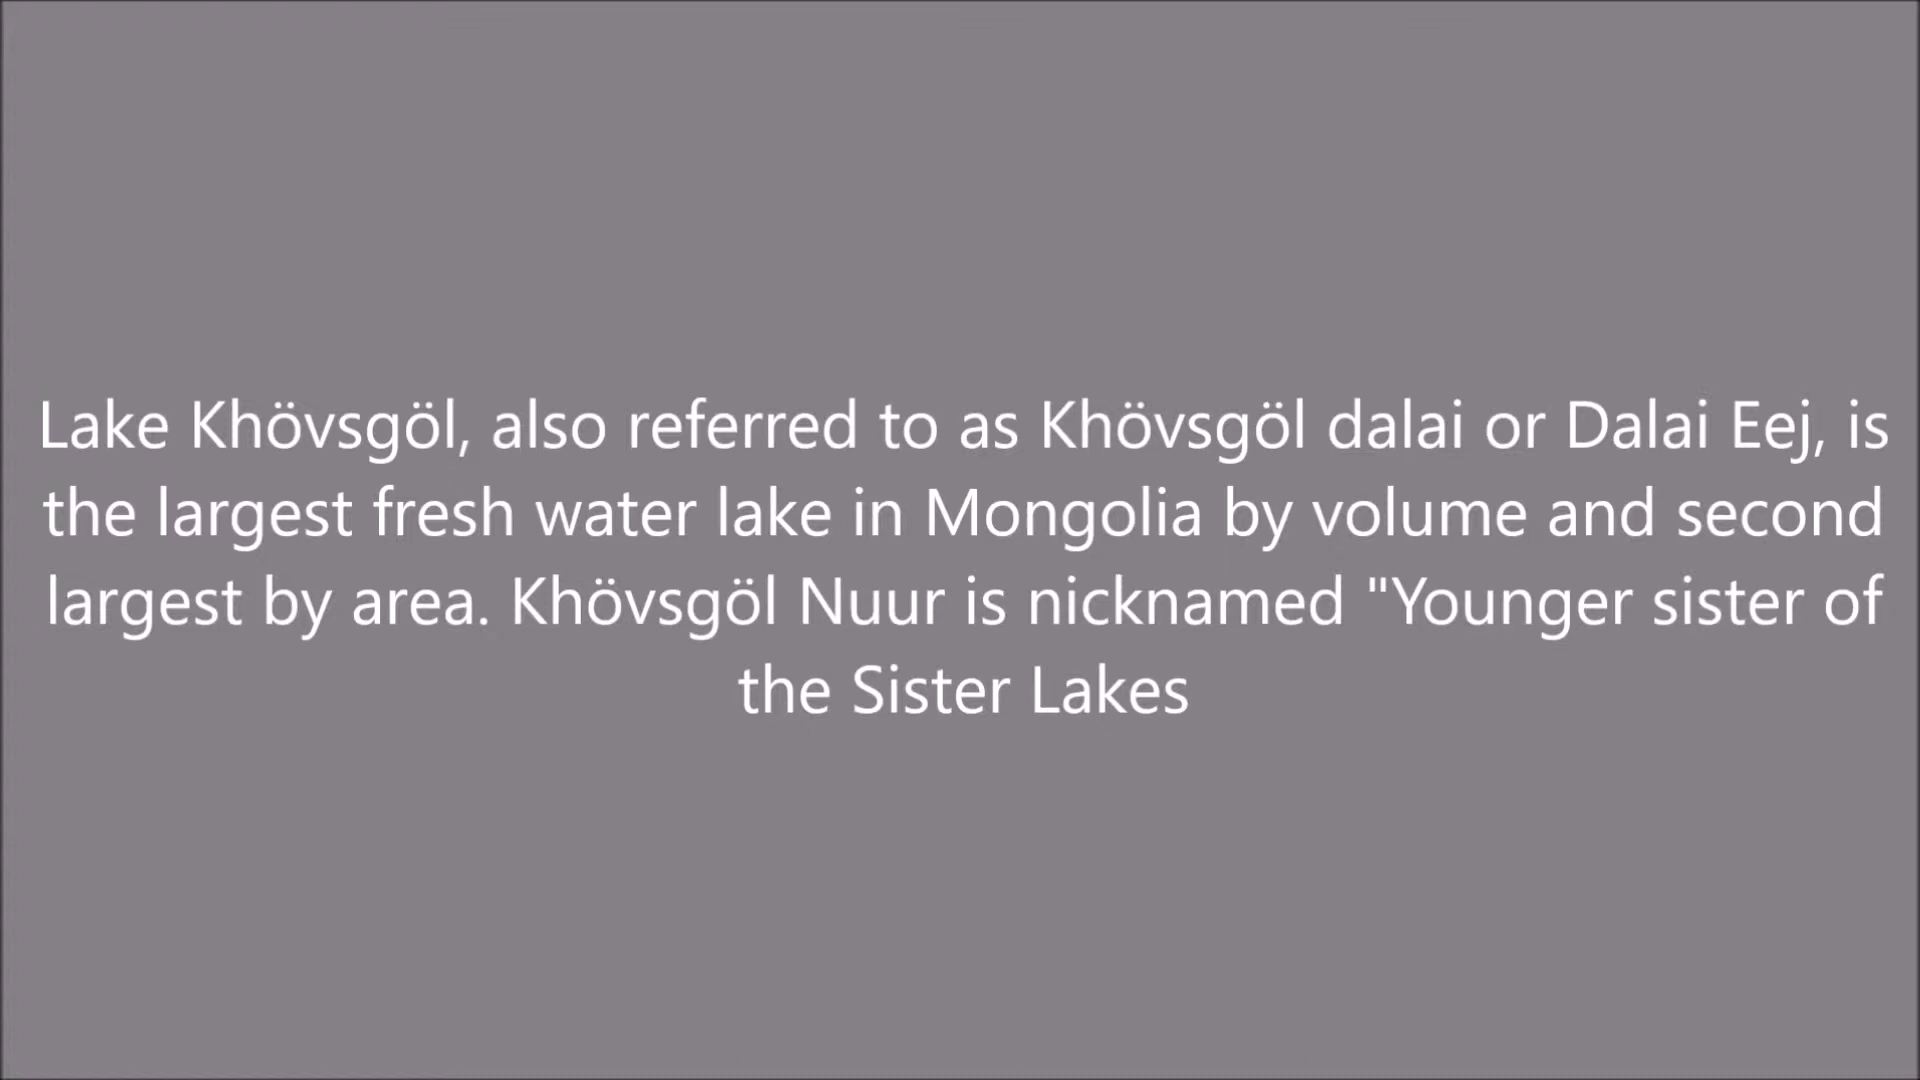 Lake Khövsgöl, also referred to as Khövsgöl dalai or Dalai Eej, is
the largest fresh water lake in Mongolia by volume and second
largest by area. Khövsgöl Nuur is nicknamed "Younger sister of
the Sister Lakes